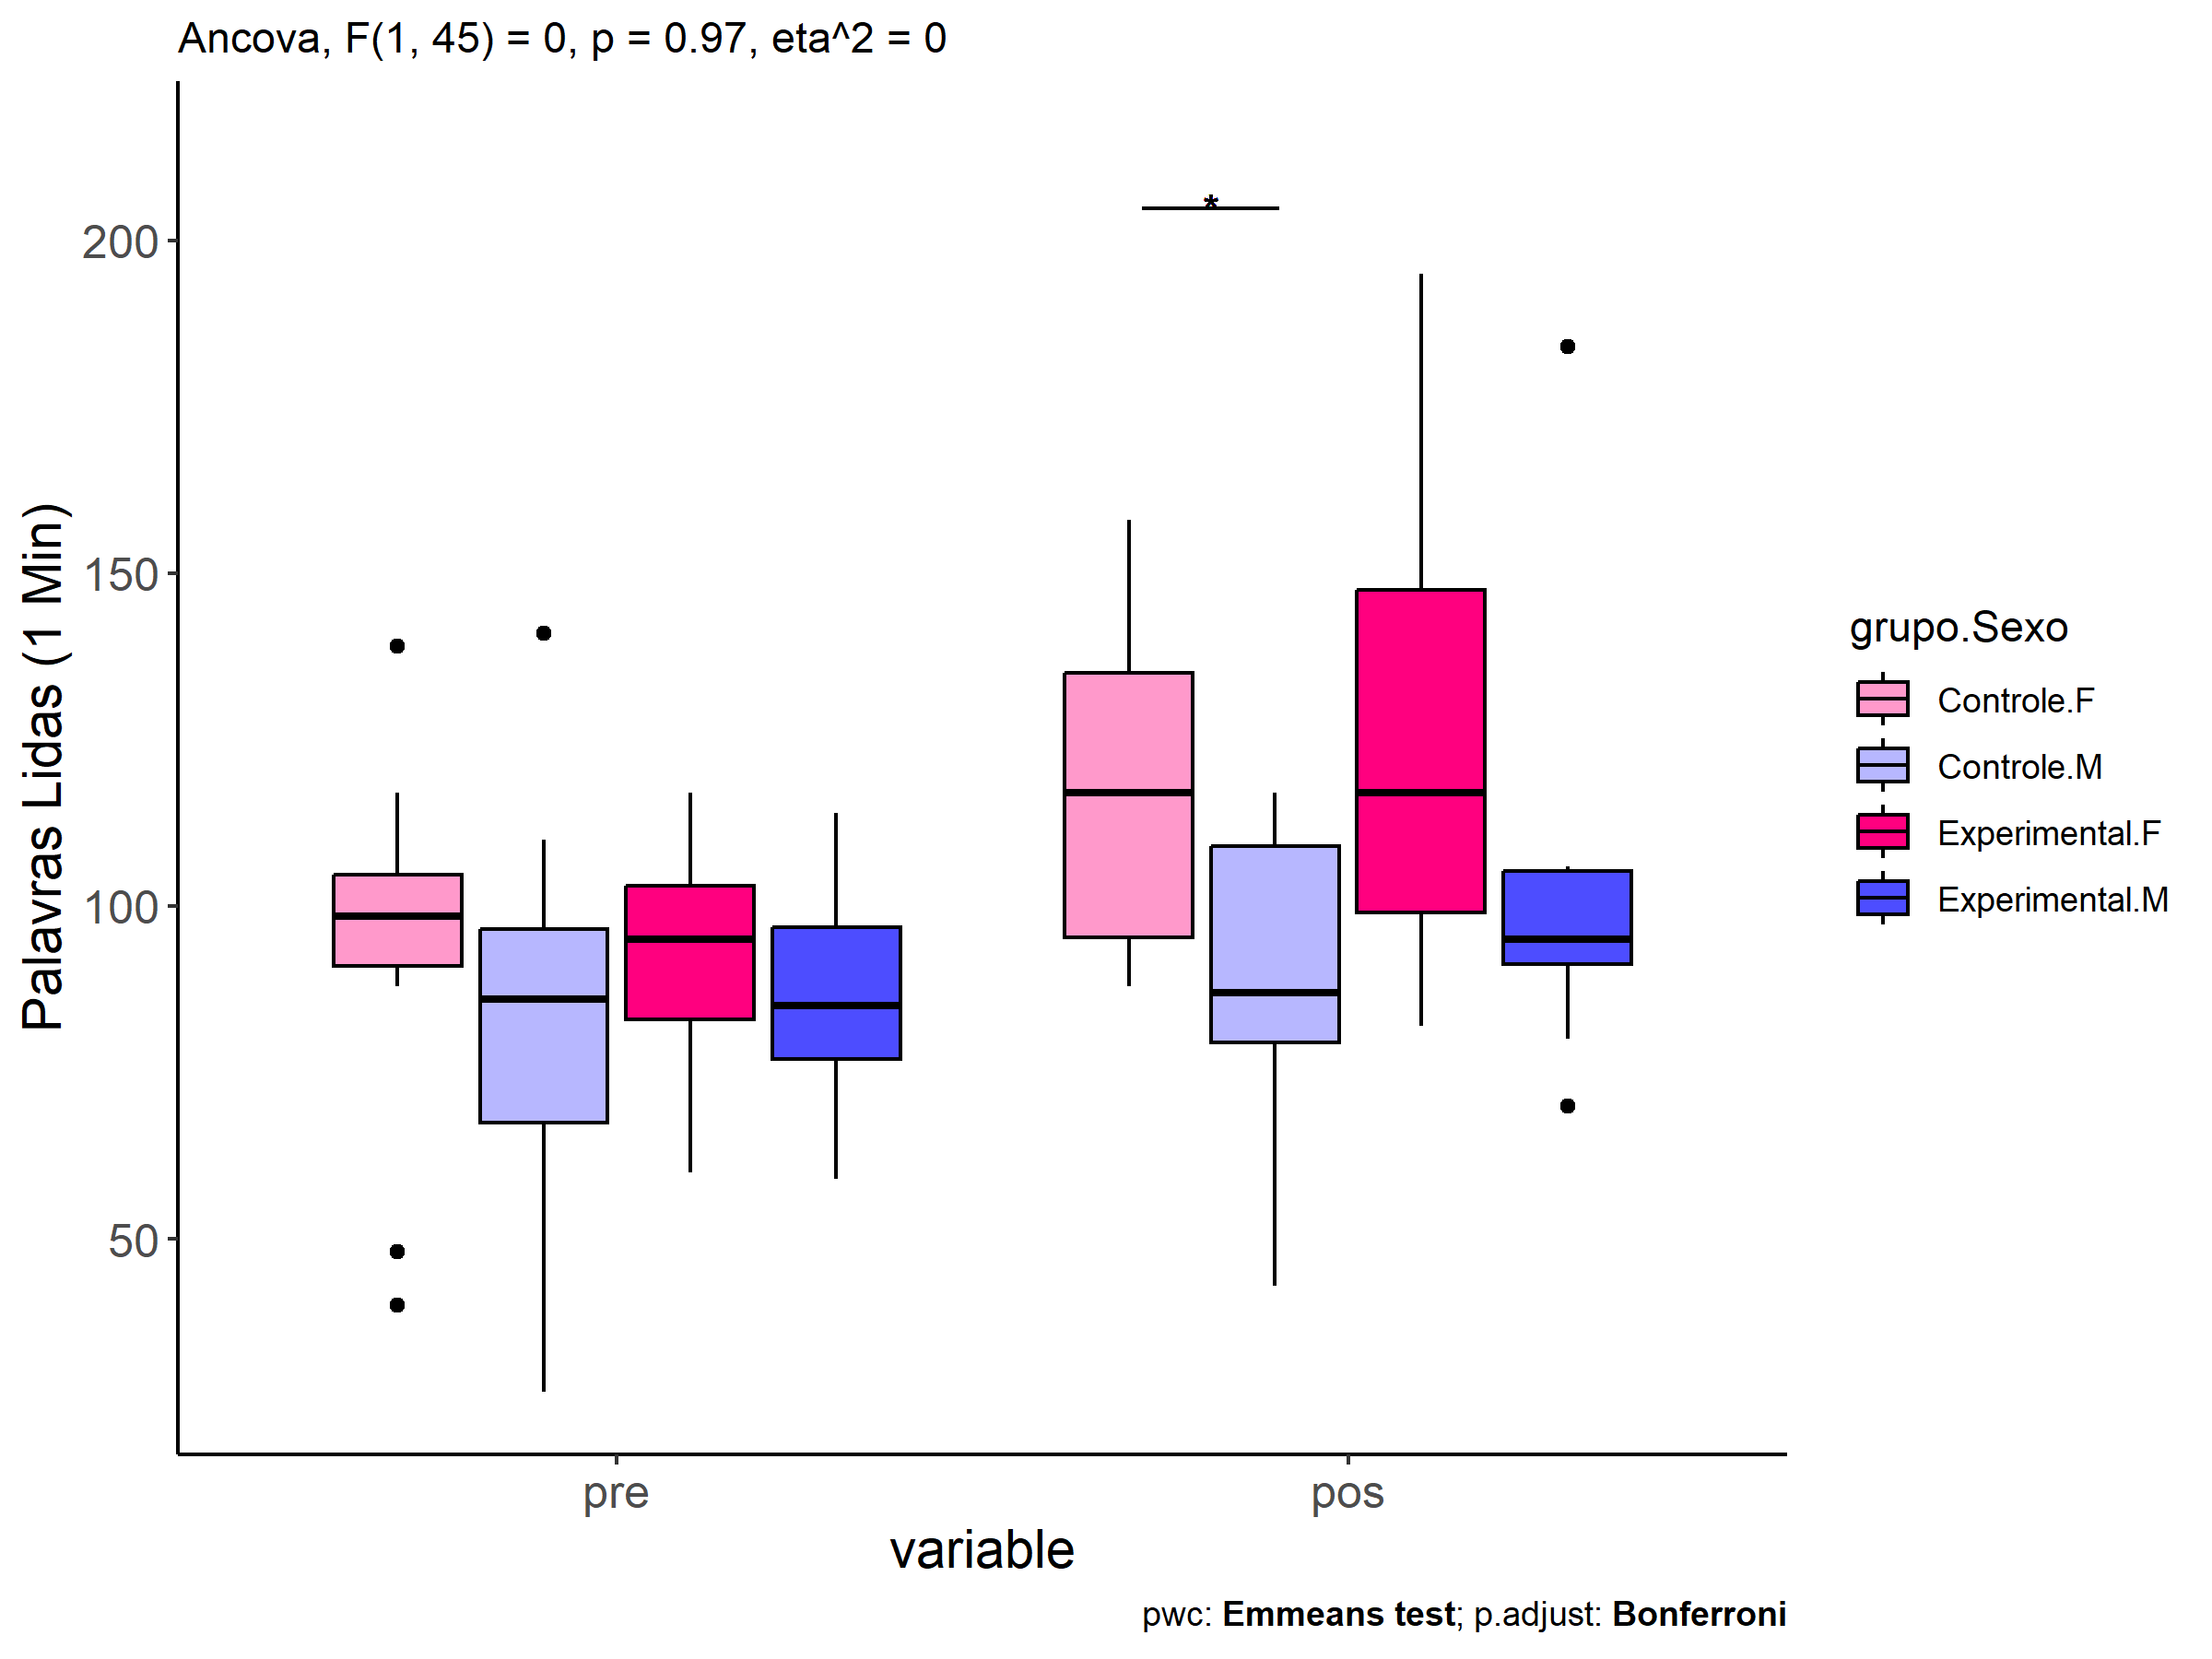 Ancova, F(1, 45) = 0, p = 0.97, eta^2 = 0
Palavras Lidas (1 Min)
200
150
100
50
*
pre
pos
variable
grupo.Sexo
Controle.F
Controle.M
Experimental.F
Experimental.M
pwc: Emmeans test; p.adjust: Bonferroni